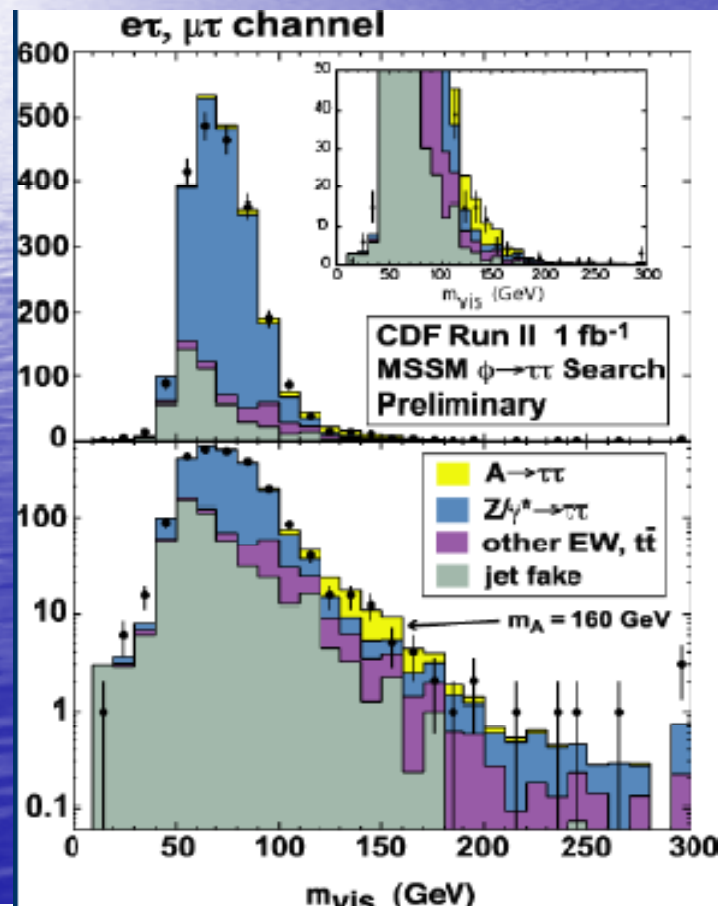 eτ, μτ channel
600
500
400
300
200
100
0
50
40
30
20
10
0
0 50 100 150 200 250 300
m_vis (GeV)
CDF Run II 1 fb⁻¹
MSSM ϕ→ττ Search
Preliminary
A→ττ
Z/γ*→ττ
other EW, tt̄
jet fake
m_A = 160 GeV
100
10
1
0.1
0 50 100 150 200 250 300
m_vis (GeV)